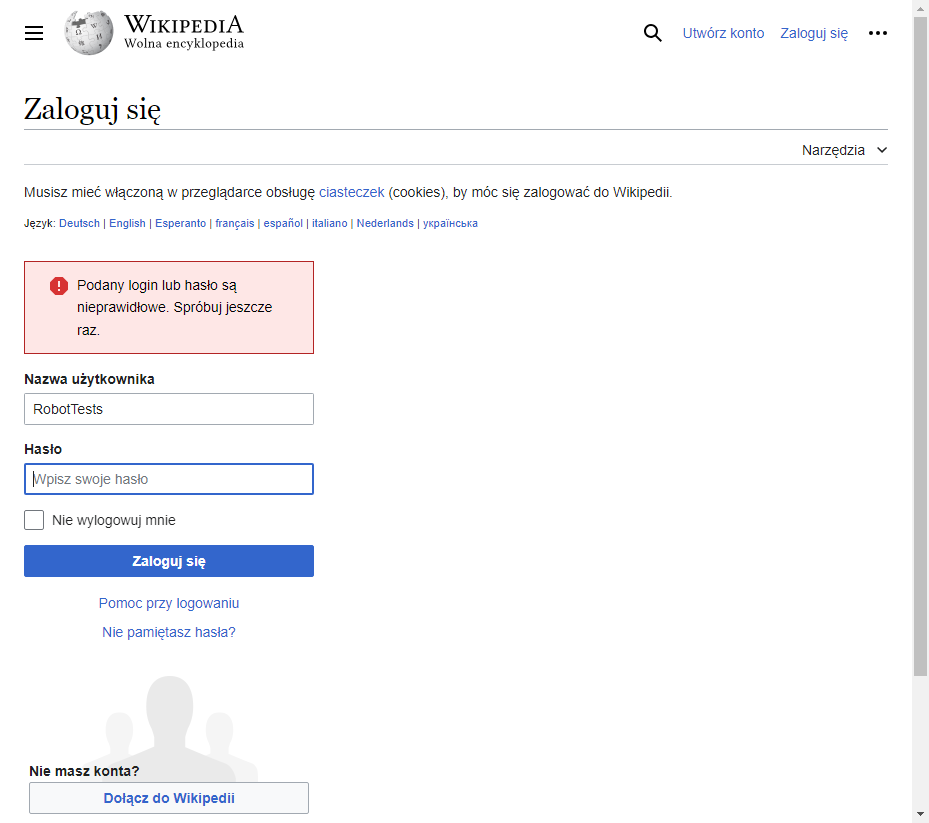 WIKIPEDIA
Wolna encyklopedia
Utwórz konto Zaloguj się
Zaloguj się
Narzędzia
Musisz mieć włączoną w przeglądarce obsługę ciasteczek (cookies), by móc się zalogować do Wikipedii.
Język: Deutsch | English | Esperanto | français | español | italiano | Nederlands | українська
Podany login lub hasło są
nieprawidłowe. Spróbuj jeszcze
raz.
Nazwa użytkownika
RobotTests
Hasło
Wpisz swoje hasło
Nie wylogowuj mnie
Zaloguj się
Pomoc przy logowaniu
Nie pamiętasz hasła?
Nie masz konta?
Dołącz do Wikipedii